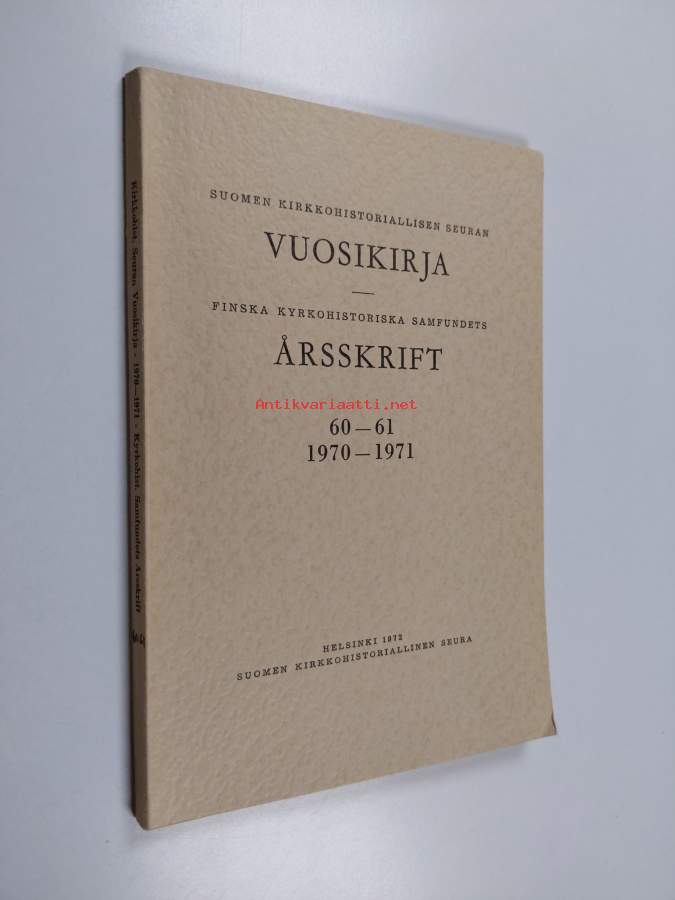 SUOMEN KIRKKOHISTORIALLISEN SEURAN
VUOSIKIRJA
FINSKA KYRKOHISTORISKA SAMFUNDETS
ÅRSSKRIFT
Antikvariaatti.net
60—61
1970—1971
HELSINKI 1972
SUOMEN KIRKKOHISTORIALLINEN SEURA
Kirkkohist. Seuran Vuosikirja - 1970—1971 - Kyrkohist. Samfundets Årsskrift